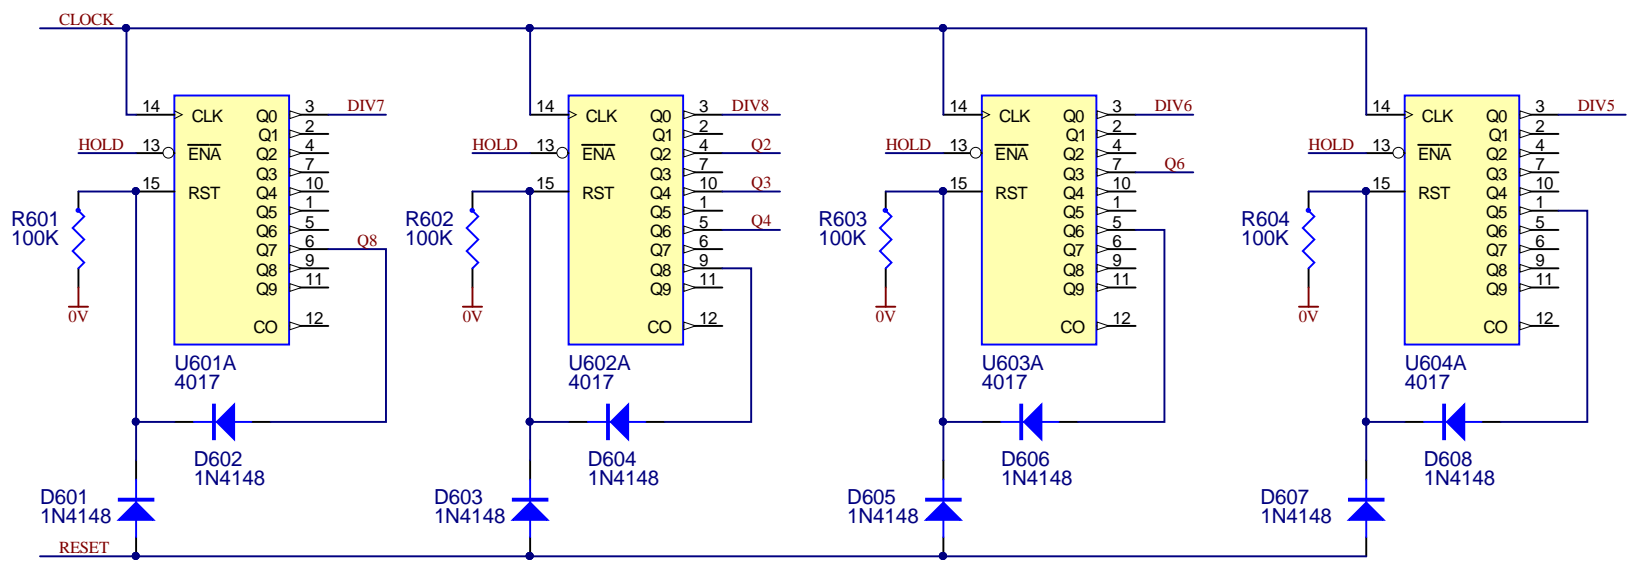 CLOCK
14 CLK Q0 3 DIV7
Q1 2
HOLD 13 ENA Q2 4
Q3 7
15 RST Q4 10
R601 Q5 1
100K Q6 5
Q7 6 Q8
Q8 9
Q9 11
0V
CO 12
U601A
4017
D602
1N4148
D601
1N4148
14 CLK Q0 3 DIV8
Q1 2
HOLD 13 ENA Q2 4 Q2
Q3 7
15 RST Q4 10 Q3
R602 Q5 1
100K Q6 5 Q4
Q7 6
Q8 9
Q9 11
0V
CO 12
U602A
4017
D604
1N4148
D603
1N4148
14 CLK Q0 3 DIV6
Q1 2
HOLD 13 ENA Q2 4
Q3 7 Q6
15 RST Q4 10
R603 Q5 1
100K Q6 5
Q7 6
Q8 9
Q9 11
0V
CO 12
U603A
4017
D606
1N4148
D605
1N4148
14 CLK Q0 3 DIV5
Q1 2
HOLD 13 ENA Q2 4
Q3 7
15 RST Q4 10
R604 Q5 1
100K Q6 5
Q7 6
Q8 9
Q9 11
0V
CO 12
U604A
4017
D608
1N4148
D607
1N4148
RESET